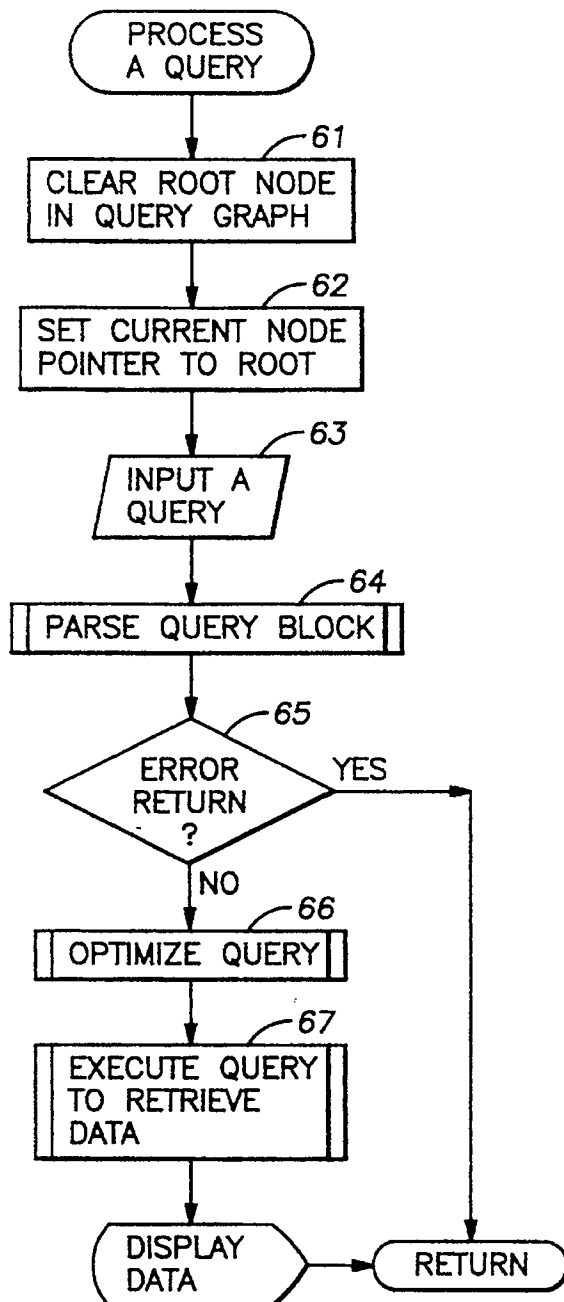 PROCESS
A QUERY
61
CLEAR ROOT NODE
IN QUERY GRAPH
62
SET CURRENT NODE
POINTER TO ROOT
63
INPUT A
QUERY
64
PARSE QUERY BLOCK
65
ERROR
RETURN
?
YES
NO
66
OPTIMIZE QUERY
67
EXECUTE QUERY
TO RETRIEVE
DATA
DISPLAY
DATA
RETURN